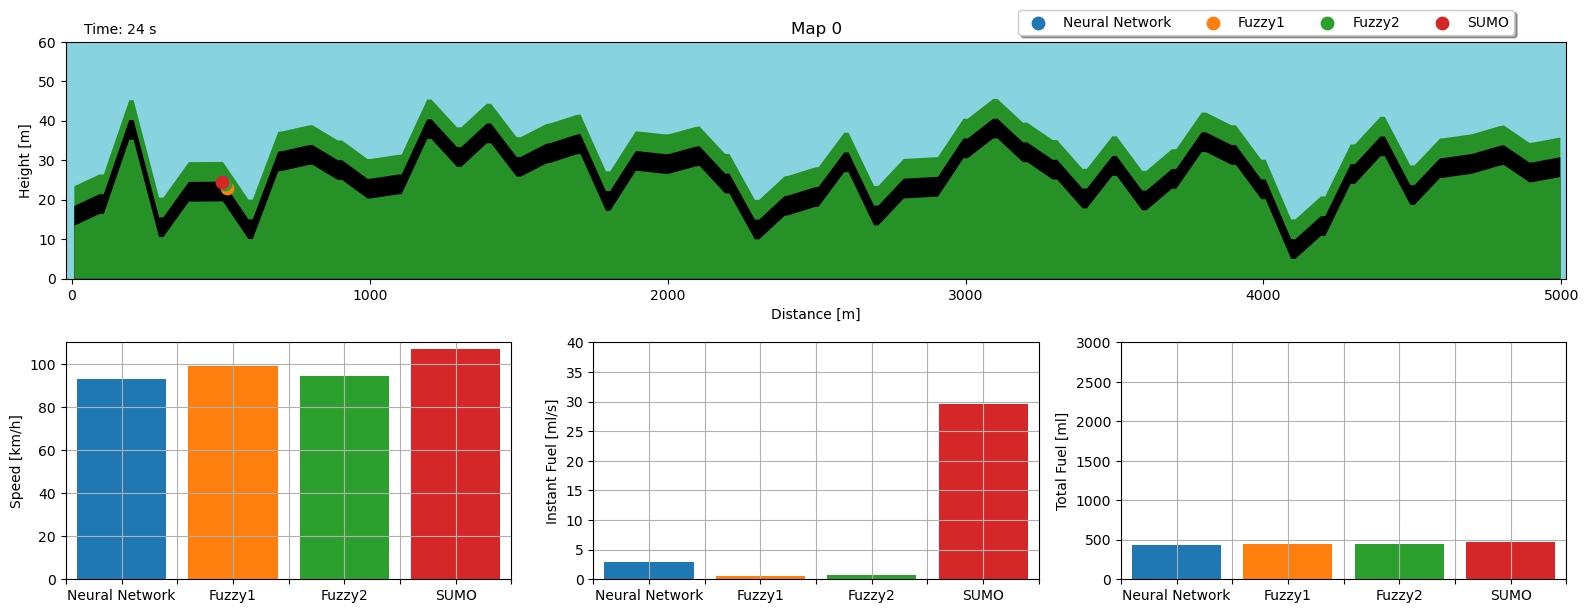 Time: 24 s
Map 0
Neural Network Fuzzy1 Fuzzy2 SUMO
Height [m]
60
50
40
30
20
10
0
0 1000 2000 3000 4000 5000
Distance [m]
Speed [km/h]
100
80
60
40
20
0
Neural Network Fuzzy1 Fuzzy2 SUMO
Instant Fuel [ml/s]
40
35
30
25
20
15
10
5
0
Neural Network Fuzzy1 Fuzzy2 SUMO
Total Fuel [ml]
3000
2500
2000
1500
1000
500
0
Neural Network Fuzzy1 Fuzzy2 SUMO